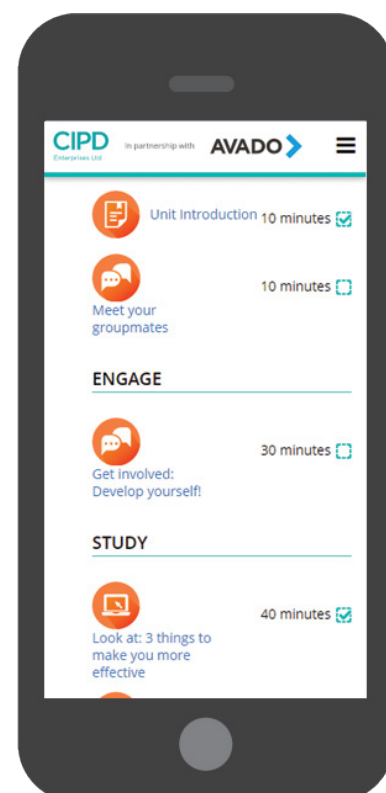 CIPD
Enterprises Ltd
in partnership with
AVADO
Unit Introduction 10 minutes
10 minutes
Meet your
groupmates
ENGAGE
30 minutes
Get involved:
Develop yourself!
STUDY
40 minutes
Look at: 3 things to
make you more
effective